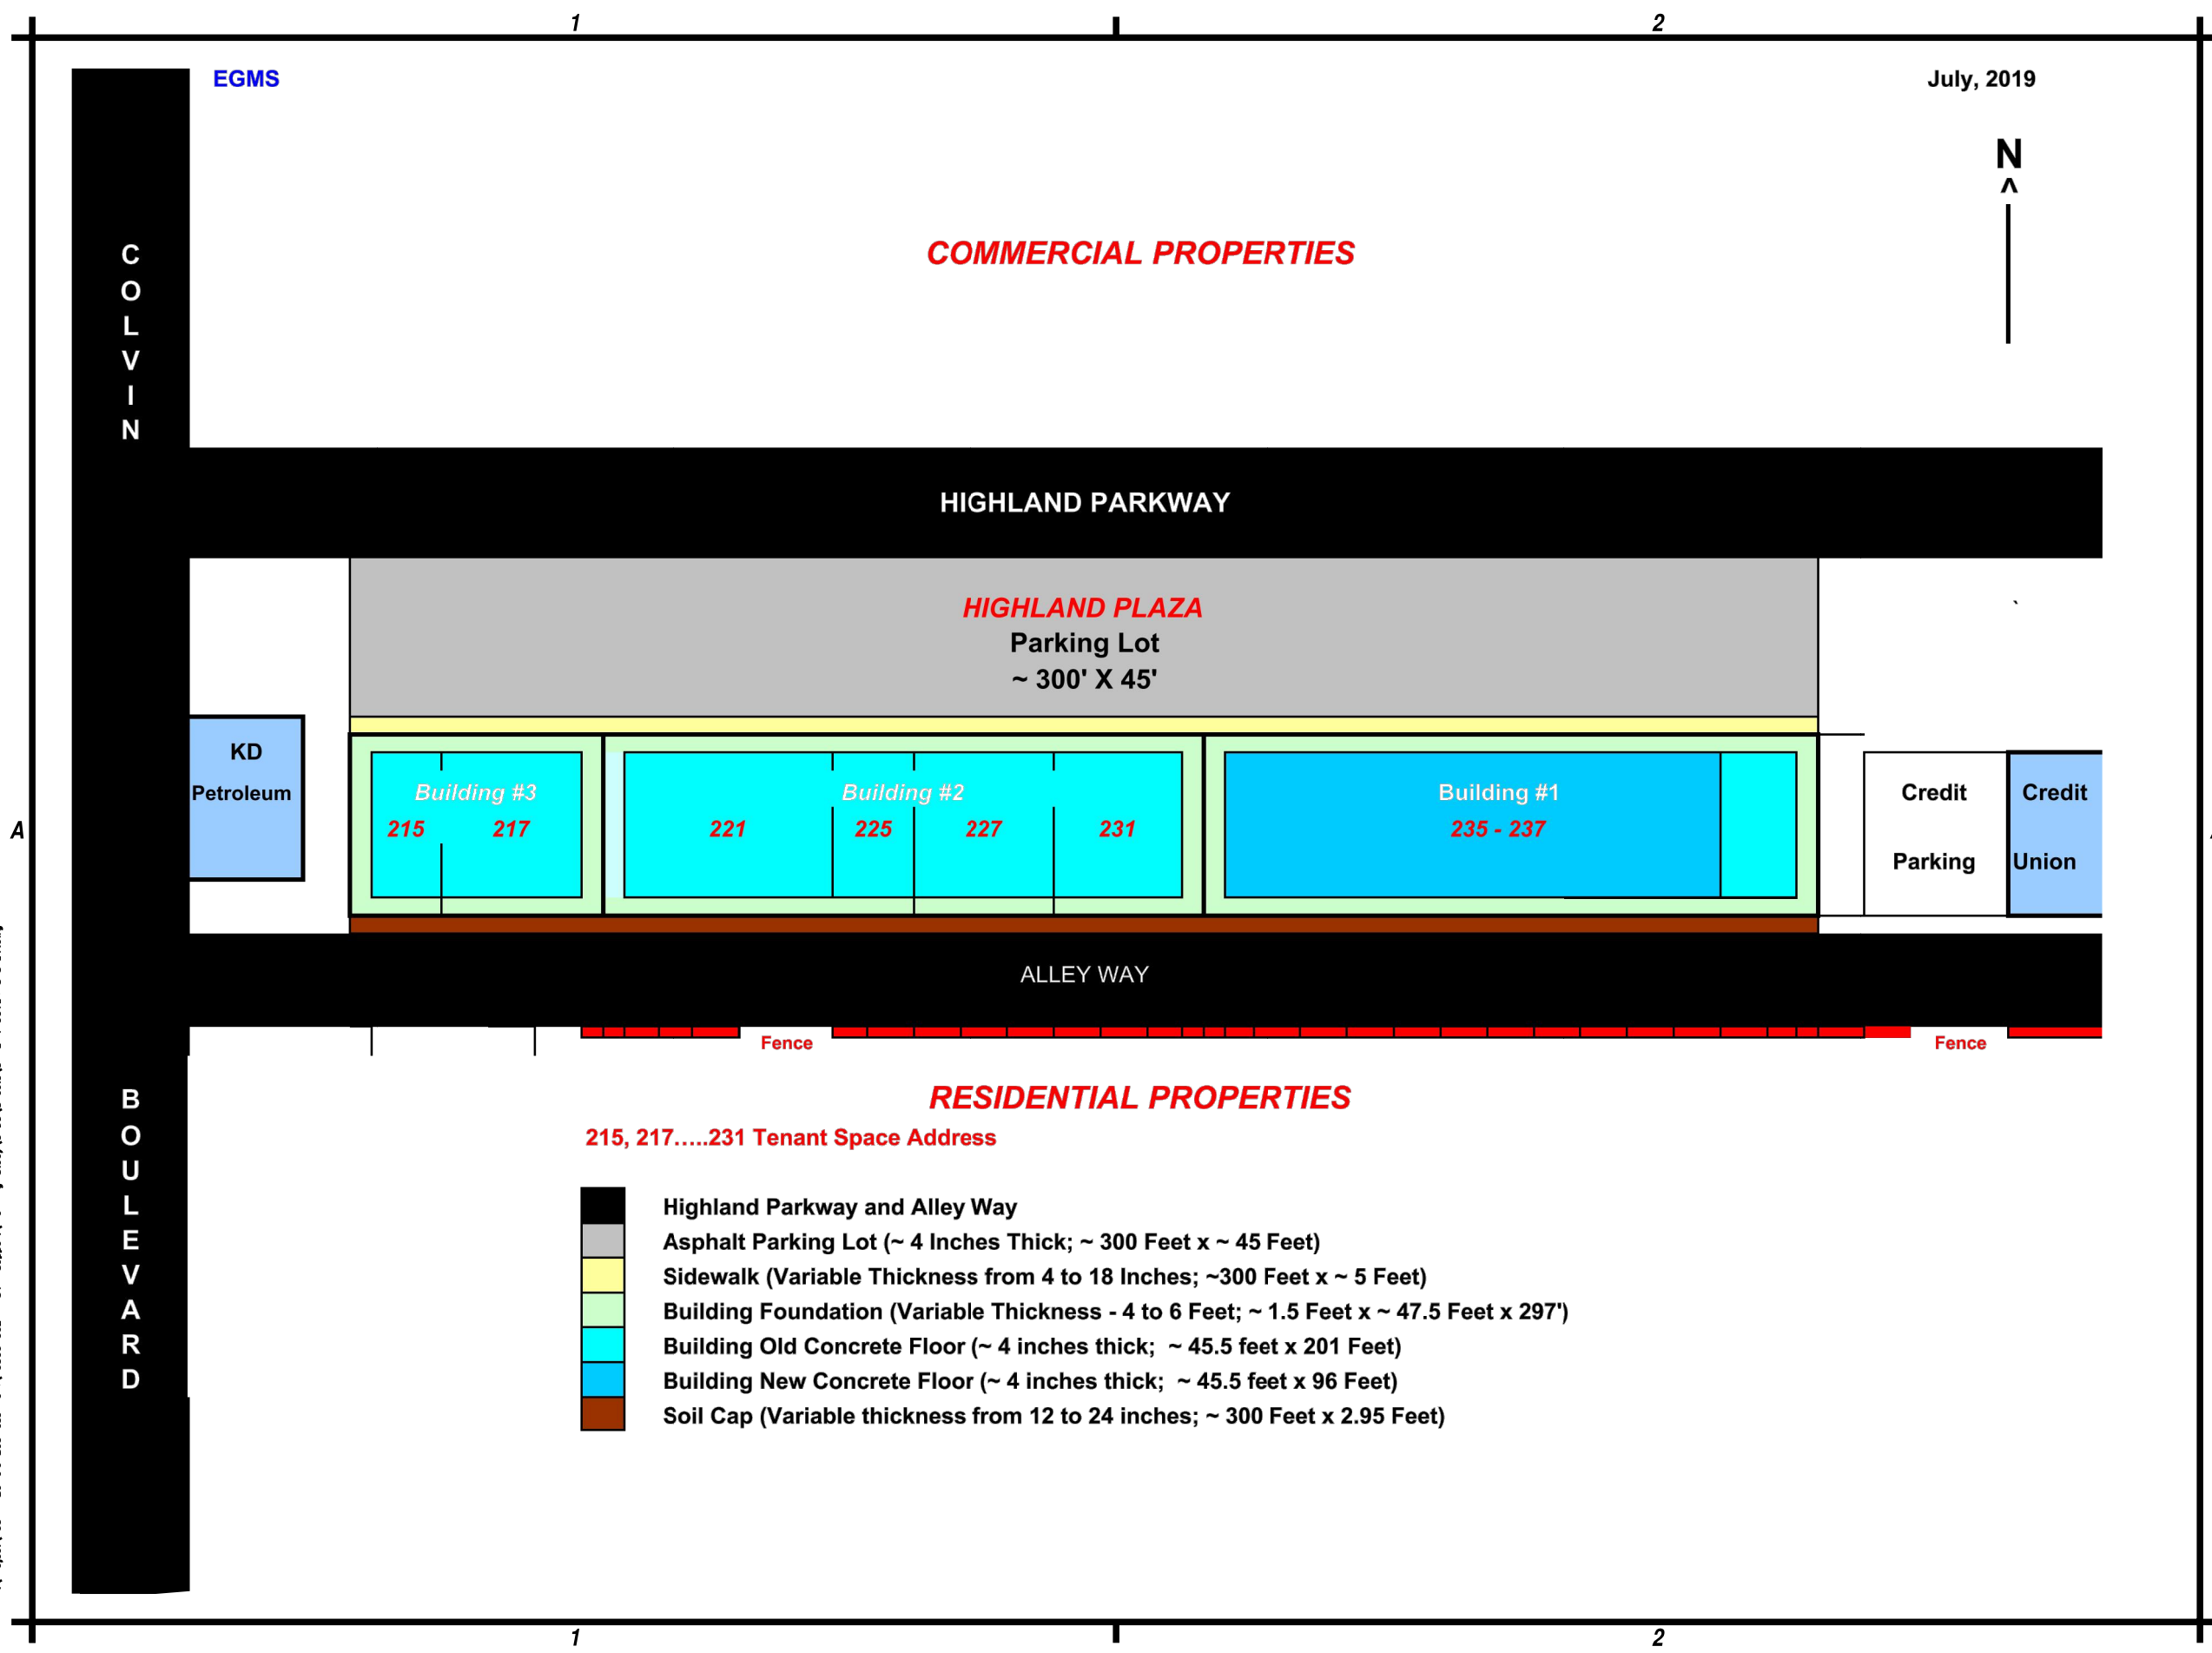 1 2
EGMS July, 2019
N
^
COMMERCIAL PROPERTIES
COLVIN
HIGHLAND PARKWAY
HIGHLAND PLAZA
Parking Lot
~ 300' X 45'
KD
Petroleum
Building #3 Building #2 Building #1
Credit Credit
215 217 221 225 227 231 235 - 237
A
Parking Union
ALLEY WAY
Fence Fence
BOULEVARD
RESIDENTIAL PROPERTIES
215, 217.....231 Tenant Space Address
Highland Parkway and Alley Way
Asphalt Parking Lot (~ 4 Inches Thick; ~ 300 Feet x ~ 45 Feet)
Sidewalk (Variable Thickness from 4 to 18 Inches; ~300 Feet x ~ 5 Feet)
Building Foundation (Variable Thickness - 4 to 6 Feet; ~ 1.5 Feet x ~ 47.5 Feet x 297')
Building Old Concrete Floor (~ 4 inches thick; ~ 45.5 feet x 201 Feet)
Building New Concrete Floor (~ 4 inches thick; ~ 45.5 feet x 96 Feet)
Soil Cap (Variable thickness from 12 to 24 inches; ~ 300 Feet x 2.95 Feet)
1 2